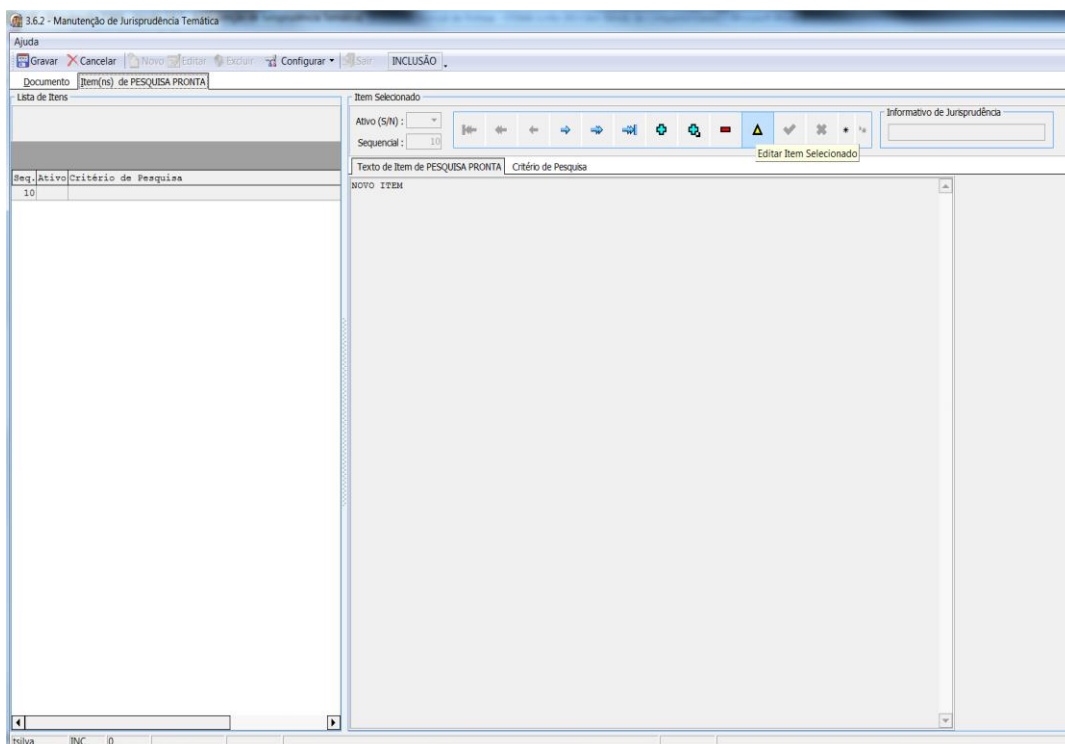 3.6.2 - Manutenção de Jurisprudência Temática
Ajuda
Gravar Cancelar Novo Editar Excluir Configurar Sair INCLUSÃO
Documento Item(ns) de PESQUISA PRONTA
Lista de Itens
Seq. Ativo Critério de Pesquisa
10
Item Selecionado
Ativo (S/N) :
Sequencial : 10
Informativo de Jurisprudência
Editar Item Selecionado
Texto de Item de PESQUISA PRONTA Critério de Pesquisa
NOVO ITEM
tsilva INC 0